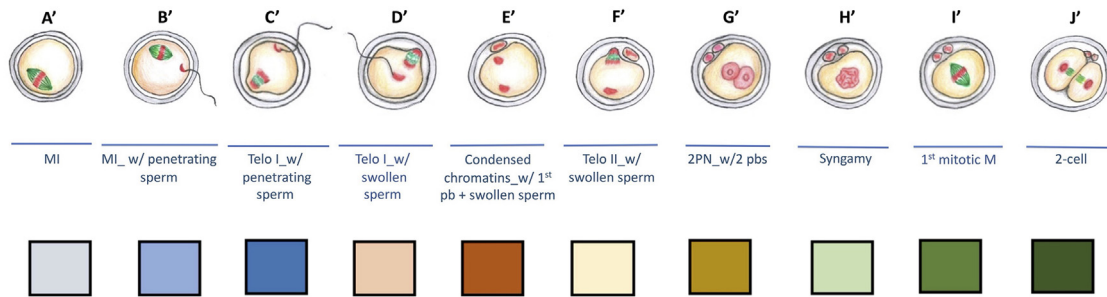 A’ B’ C’ D’ E’ F’ G’ H’ I’ J’
MI
MI_ w/ penetrating
sperm
Telo I_w/
penetrating
sperm
Telo I_w/
swollen
sperm
Condensed
chromatins_w/ 1st
pb + swollen sperm
Telo II_w/
swollen sperm
2PN_w/2 pbs
Syngamy
1st mitotic M
2-cell